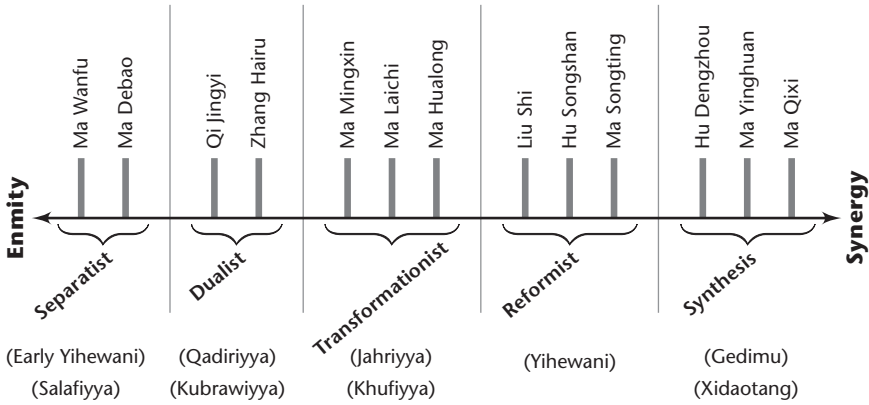 Ma Wanfu
Ma Debao
Qi Jingyi
Zhang Hairu
Ma Mingxin
Ma Laichi
Ma Hualong
Liu Shi
Hu Songshan
Ma Songting
Hu Dengzhou
Ma Yinghuan
Ma Qixi
Enmity
Synergy
Separatist
Dualist
Transformationist
Reformist
Synthesis
(Early Yihewani)
(Salafiyya)
(Qadiriyya)
(Kubrawiyya)
(Jahriyya)
(Khufiyya)
(Yihewani)
(Gedimu)
(Xidaotang)